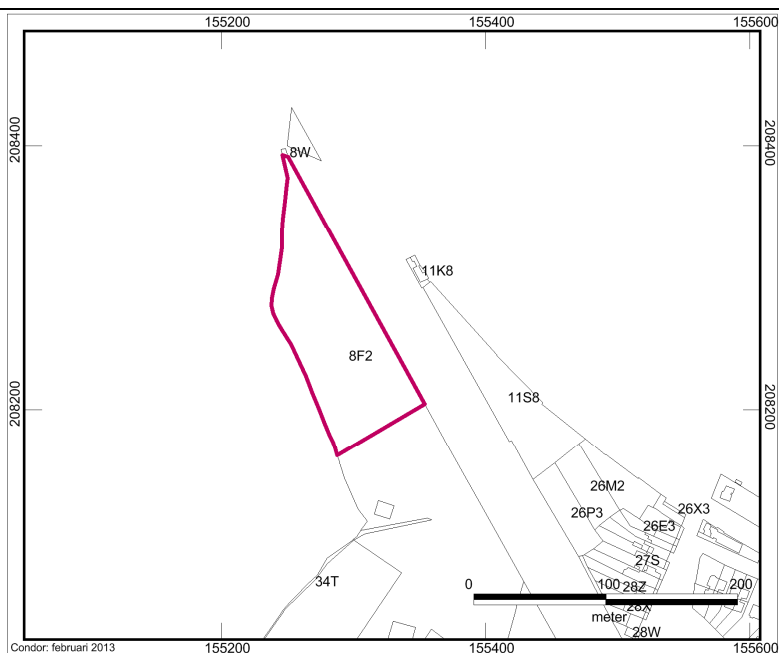 155200 155400 155600
208400 208400
8W
11K8
8F2
11S8
208200 208200
26M2
26P3
26X3
26E3
27S
34T
0 100 200
28Z
28X
meter
28W
Condor: februari 2013
155200 155400 155600